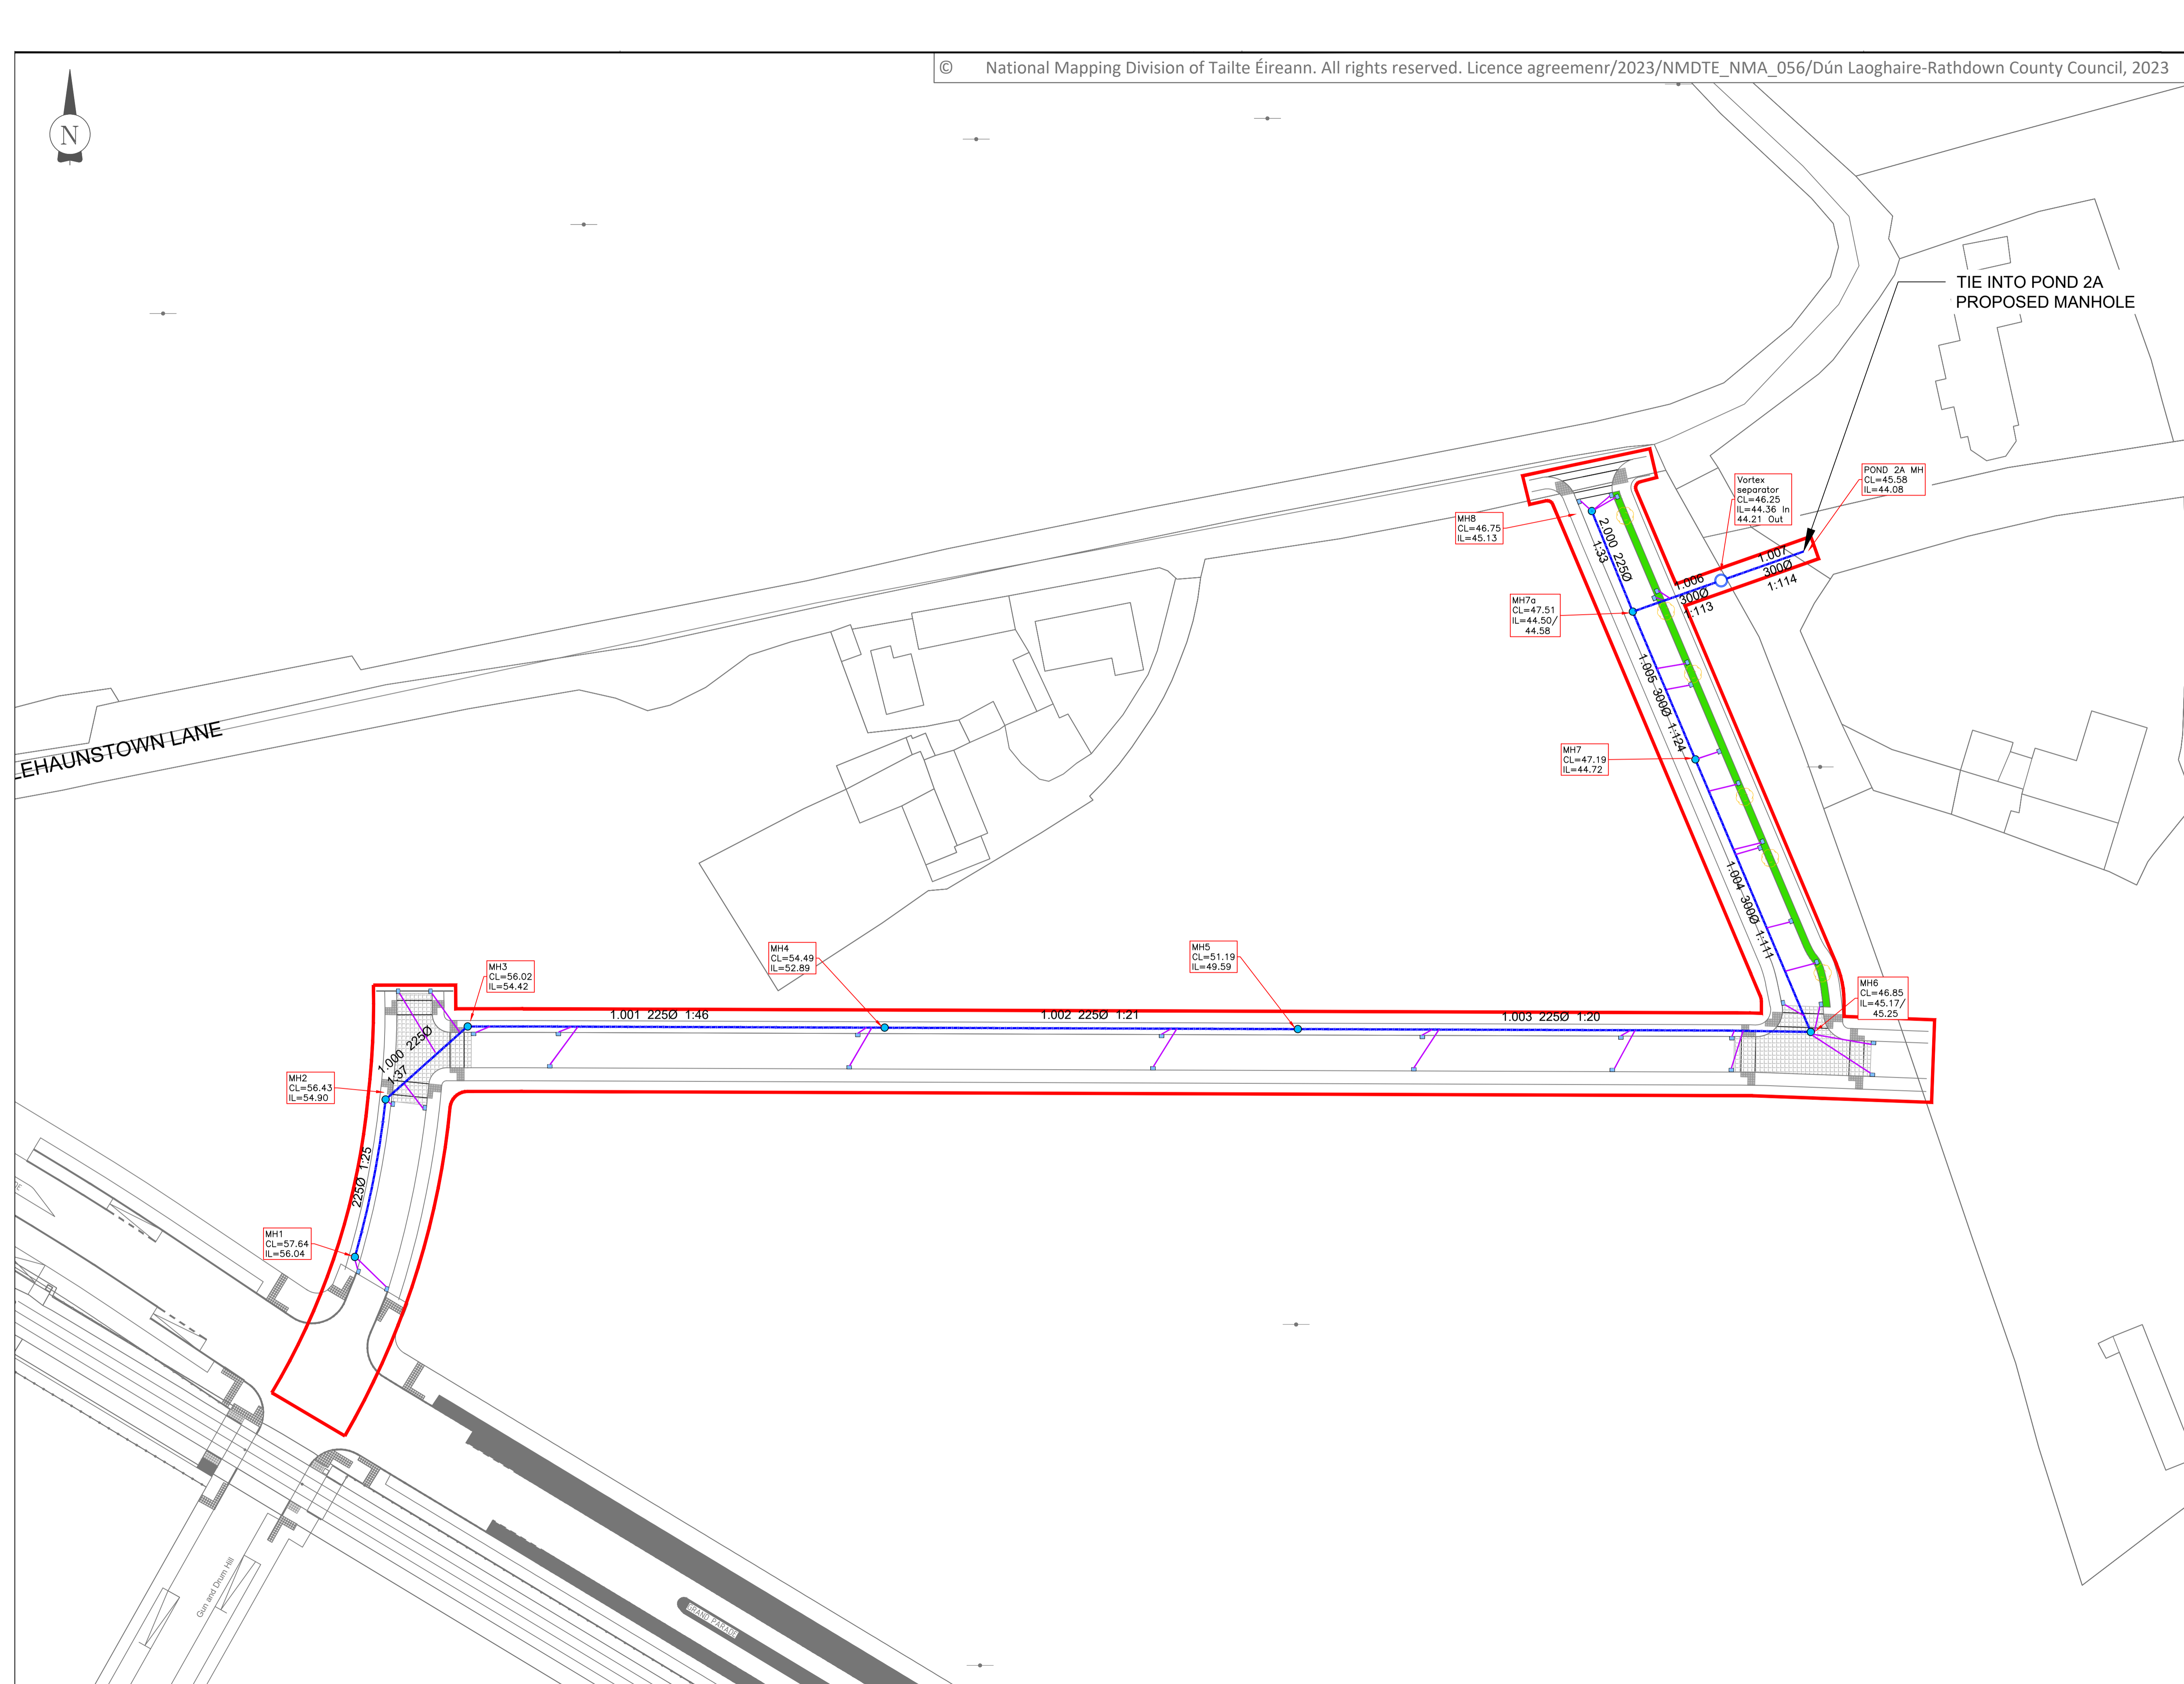 © National Mapping Division of Tailte Éireann. All rights reserved. Licence agreemenr/2023/NMDTE_NMA_056/Dún Laoghaire-Rathdown County Council, 2023
N
TIE INTO POND 2A
PROPOSED MANHOLE
POND 2A MH
CL=45.58
IL=44.08
Vortex
separator
CL=46.25
IL=44.36 In
44.21 Out
MH8
CL=46.75
IL=45.13
2.000 225Ø
1:33
1.007
300Ø
1:114
1.006
300Ø
1:113
MH7a
CL=47.51
IL=44.50/
44.58
1.005 300Ø 1:124
MH7
CL=47.19
IL=44.72
LEHAUNSTOWN LANE
1.004 300Ø 1:111
MH6
CL=46.85
IL=45.17/
45.25
MH5
CL=51.19
IL=49.59
MH4
CL=54.49
IL=52.89
MH3
CL=56.02
IL=54.42
1.001 225Ø 1:46
1.002 225Ø 1:21
1.003 225Ø 1:20
1.000 225Ø
1:37
MH2
CL=56.43
IL=54.90
225Ø 1:25
MH1
CL=57.64
IL=56.04
Gun and Drum Hill
GRAND PARADE